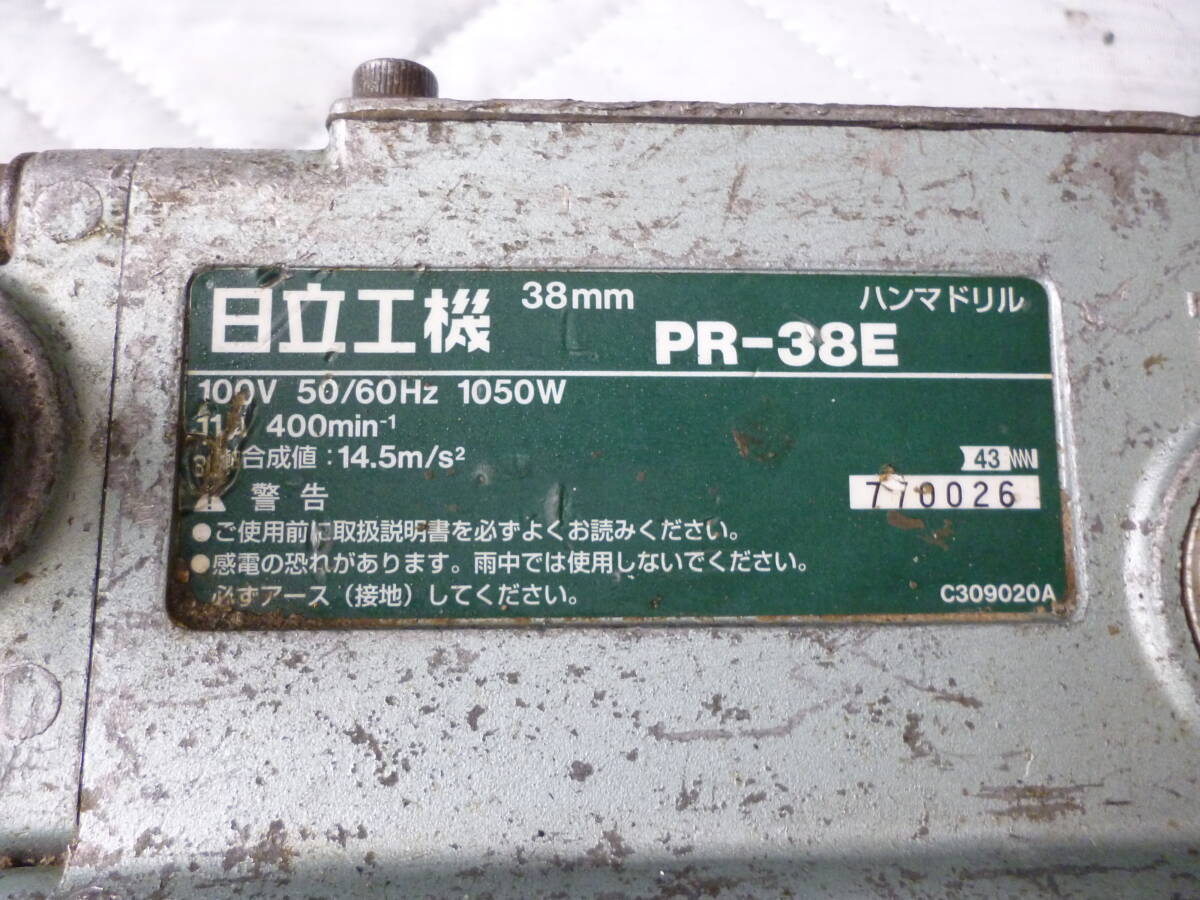 日立工機 38mm PR-38E ハンマドリル
100V 50/60Hz 1050W
11A 400min⁻¹
合成値：14.5m/s²
43
警告 770026
●ご使用前に取扱説明書を必ずよくお読みください。
●感電の恐れがあります。雨中では使用しないでください。
必ずアース（接地）してください。 C309020A